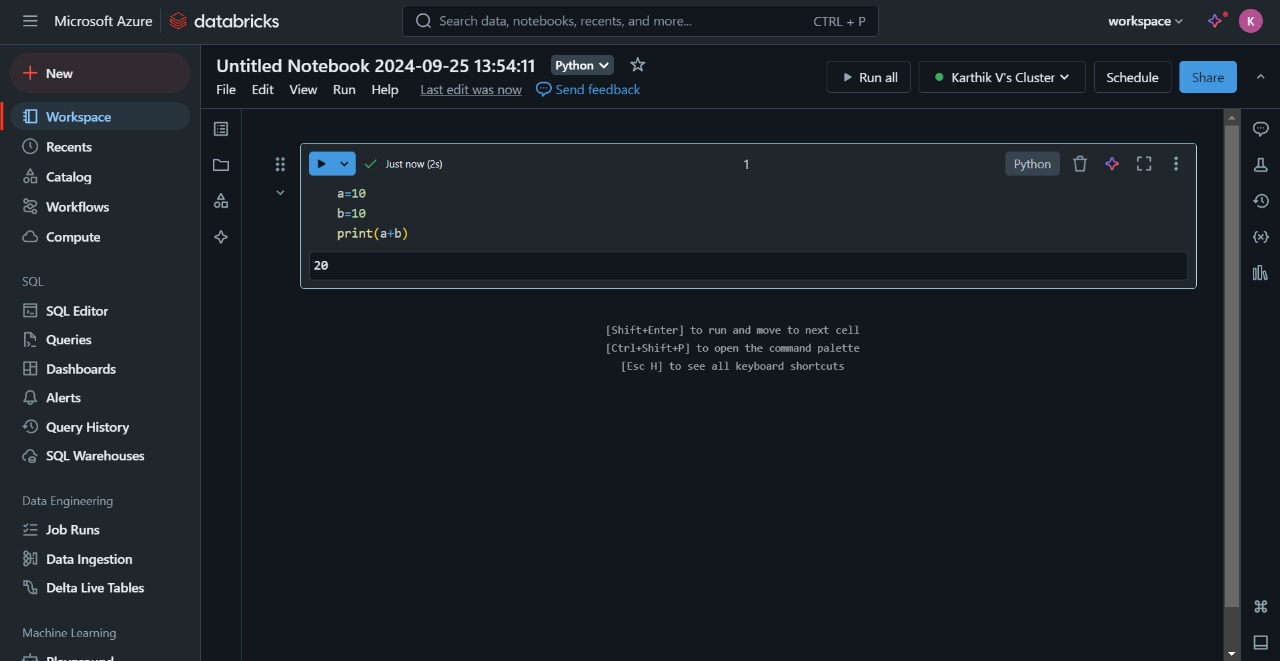 Microsoft Azure databricks Search data, notebooks, recents, and more... CTRL + P workspace K
New
Workspace
Recents
Catalog
Workflows
Compute
SQL
SQL Editor
Queries
Dashboards
Alerts
Query History
SQL Warehouses
Data Engineering
Job Runs
Data Ingestion
Delta Live Tables
Machine Learning
Playground
Untitled Notebook 2024-09-25 13:54:11 Python
File Edit View Run Help Last edit was now Send feedback
Run all Karthik V's Cluster Schedule Share
Just now (2s) 1 Python
a=10
b=10
print(a+b)
20
[Shift+Enter] to run and move to next cell
[Ctrl+Shift+P] to open the command palette
[Esc H] to see all keyboard shortcuts